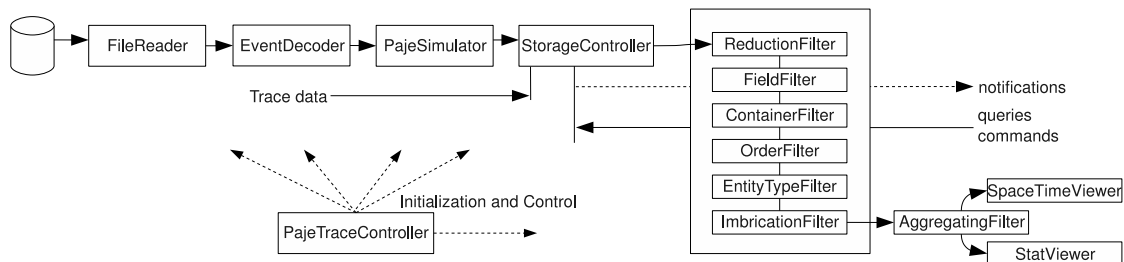 FileReader
EventDecoder
PajeSimulator
StorageController
ReductionFilter
FieldFilter
ContainerFilter
OrderFilter
EntityTypeFilter
ImbricationFilter
Trace data
notifications
queries
commands
Initialization and Control
PajeTraceController
AggregatingFilter
SpaceTimeViewer
StatViewer